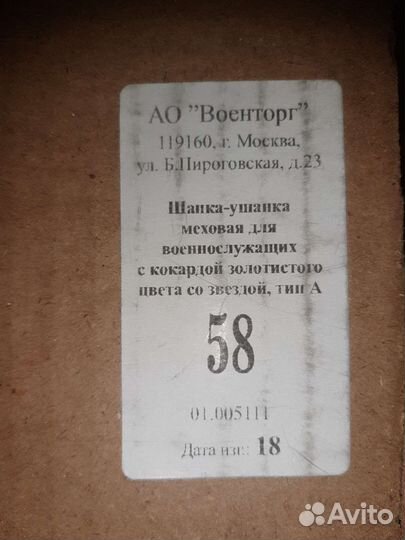 АО "Военторг"
119160, г. Москва,
ул. Б.Пироговская, д.23
Шапка-ушанка
меховая для
военнослужащих
с кокардой золотистого
цвета со звездой, тип А
58
01.005111
Дата изг.: 18
Avito